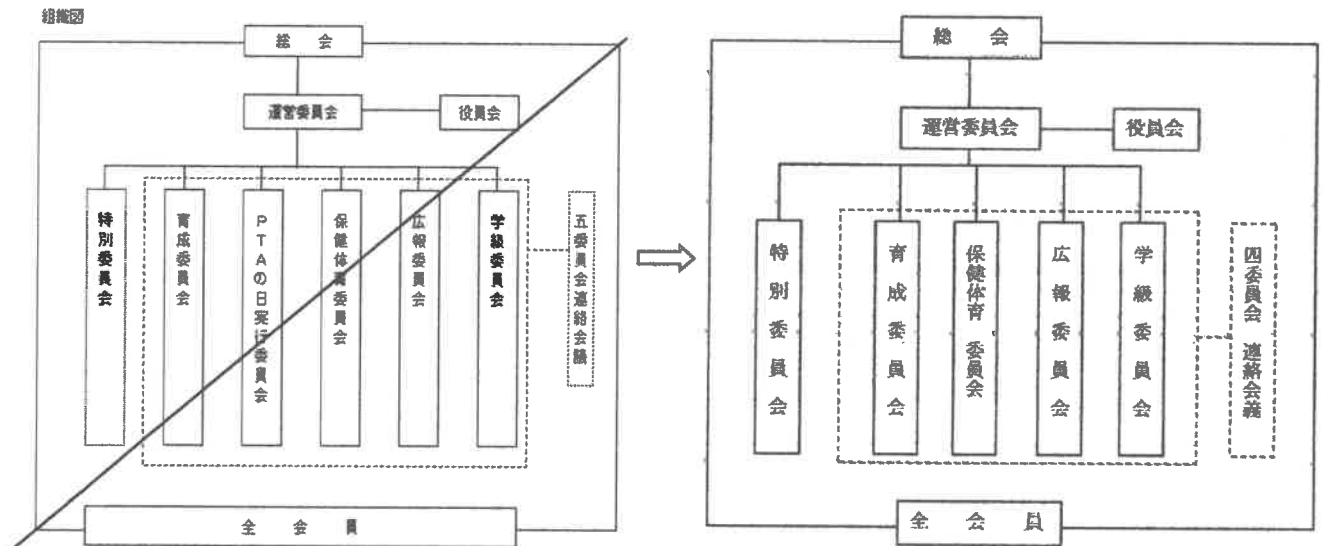 組織図
総　会
運営委員会
役員会
特別委員会
育成委員会
PTAの日実行委員会
保健体育委員会
広報委員会
学級委員会
五委員会連絡会議
全　会　員
総　会
運営委員会
役員会
特別委員会
育成委員会
保健体育 委員会
広報委員会
学級委員会
四委員会 連絡会義
全　会　員